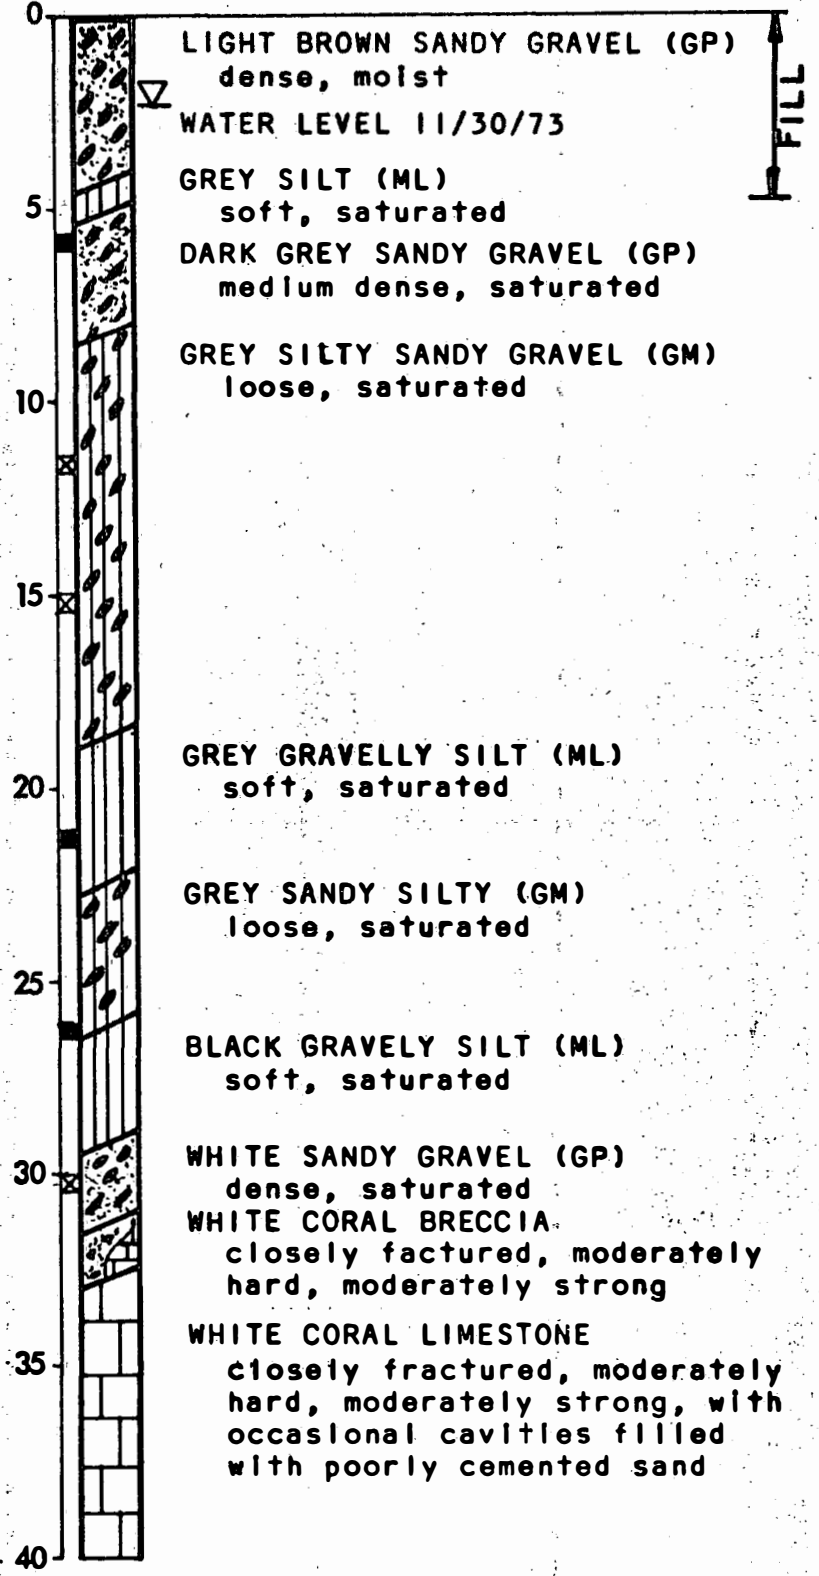 0
LIGHT BROWN SANDY GRAVEL (GP)
dense, moist
WATER LEVEL 11/30/73
FILL
GREY SILT (ML)
5
soft, saturated
DARK GREY SANDY GRAVEL (GP)
medium dense, saturated
GREY SILTY SANDY GRAVEL (GM)
10
loose, saturated
15
GREY GRAVELLY SILT (ML)
20
soft, saturated
GREY SANDY SILTY (GM)
loose, saturated
25
BLACK GRAVELY SILT (ML)
soft, saturated
WHITE SANDY GRAVEL (GP)
30
dense, saturated
WHITE CORAL BRECCIA
closely factured, moderately
hard, moderately strong
WHITE CORAL LIMESTONE
35
closely fractured, moderately
hard, moderately strong, with
occasional cavities filled
with poorly cemented sand
40